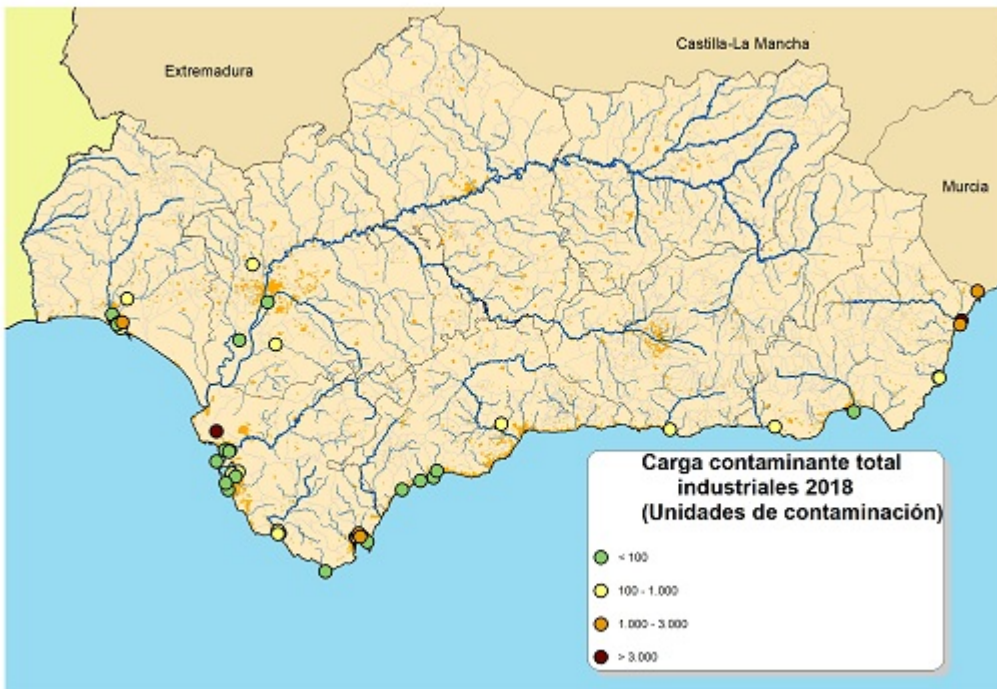 Castilla-La Mancha
Extremadura
Murcia
Carga contaminante total
industriales 2018
(Unidades de contaminación)
< 100
100 - 1.000
1.000 - 3.000
> 3.000